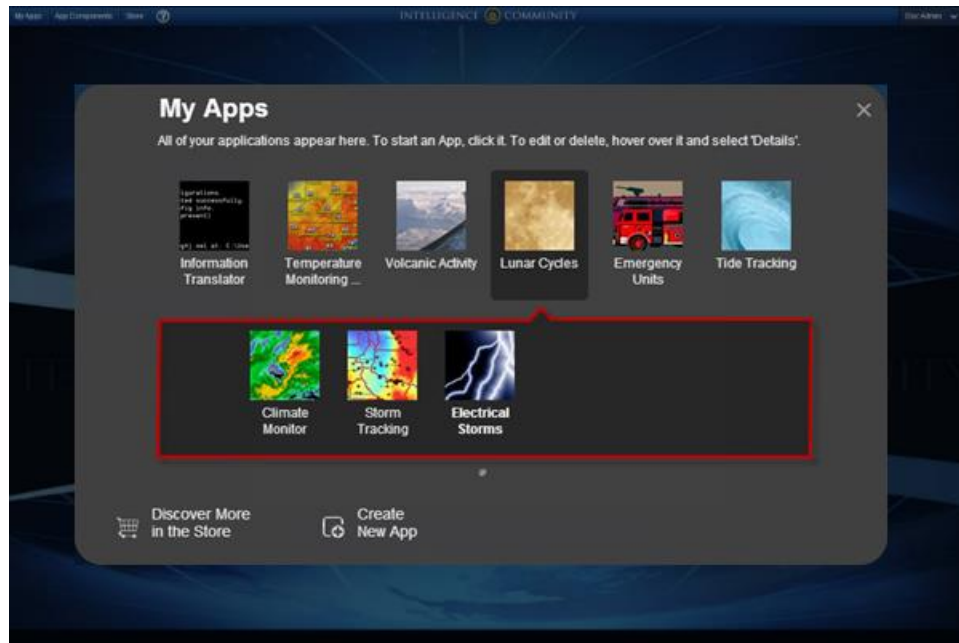 My Apps App Components Store ?
INTELLIGENCE COMMUNITY
My Apps
All of your applications appear here. To start an App, click it. To edit or delete, hover over it and select 'Details'.
Information
Translator
Temperature
Monitoring ...
Volcanic Activity
Lunar Cycles
Emergency
Units
Tide Tracking
Climate
Monitor
Storm
Tracking
Electrical
Storms
Discover More
in the Store
Create
New App